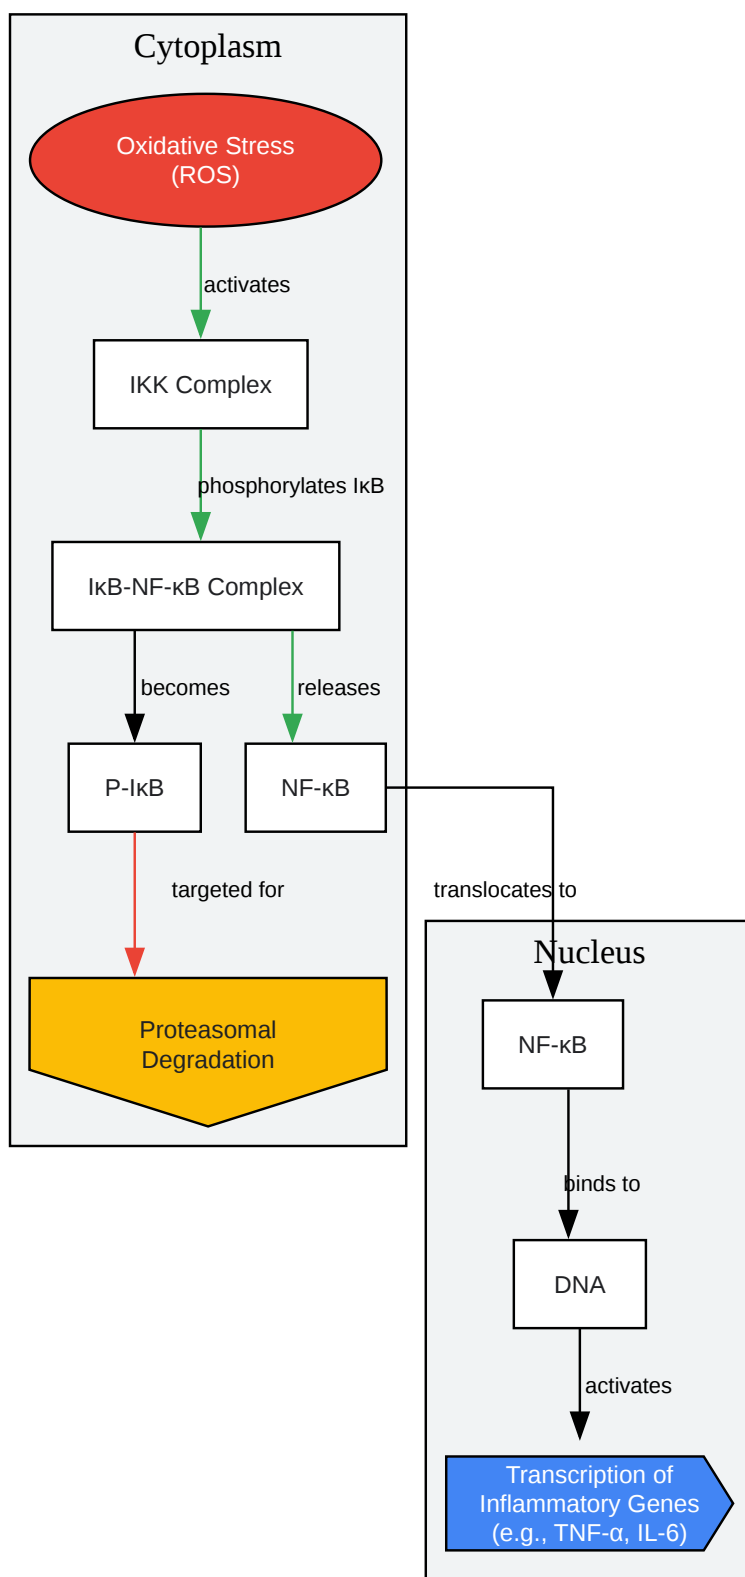 Cytoplasm
Oxidative Stress
(ROS)
activates
IKK Complex
phosphorylates IκB
IκB-NF-κB Complex
becomes
releases
P-IκB
NF-κB
targeted for
translocates to
Proteasomal
Degradation
Nucleus
NF-κB
binds to
DNA
activates
Transcription of
Inflammatory Genes
(e.g., TNF-α, IL-6)